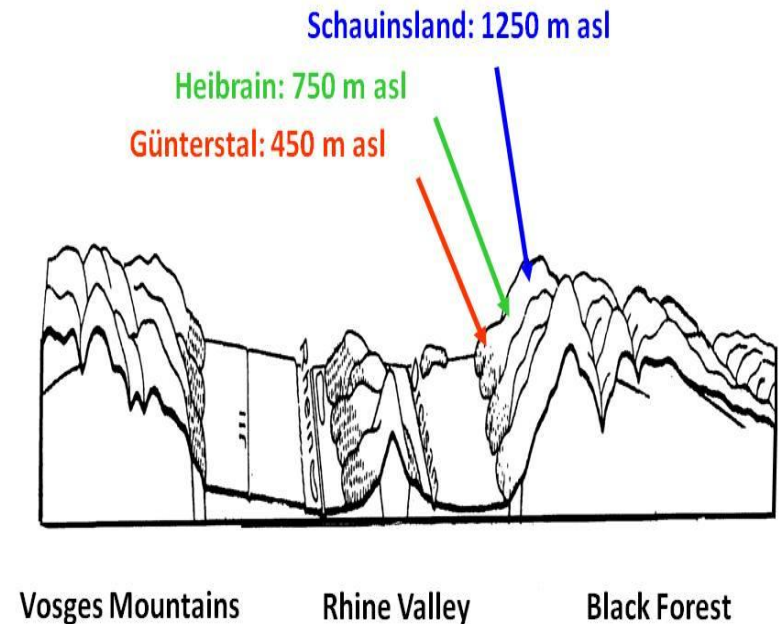 Schauinsland: 1250 m asl
Heibrain: 750 m asl
Günterstal: 450 m asl
Vosges Mountains
Rhine Valley
Black Forest